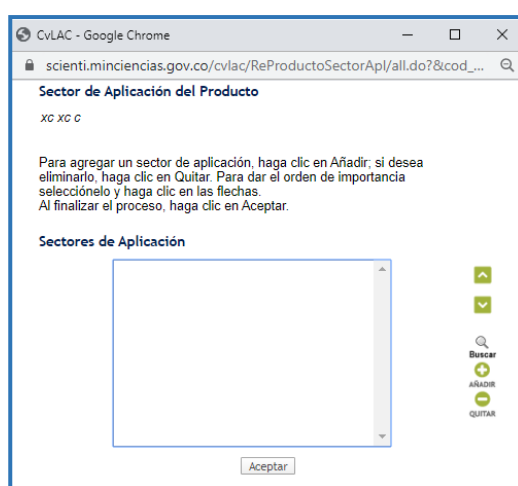 CvLAC - Google Chrome
scienti.minciencias.gov.co/cvlac/ReProductoSectorApl/all.do?&cod_...
Sector de Aplicación del Producto
xc xc c
Para agregar un sector de aplicación, haga clic en Añadir; si desea
eliminarlo, haga clic en Quitar. Para dar el orden de importancia
selecciónelo y haga clic en las flechas.
Al finalizar el proceso, haga clic en Aceptar.
Sectores de Aplicación
Buscar
AÑADIR
QUITAR
Aceptar